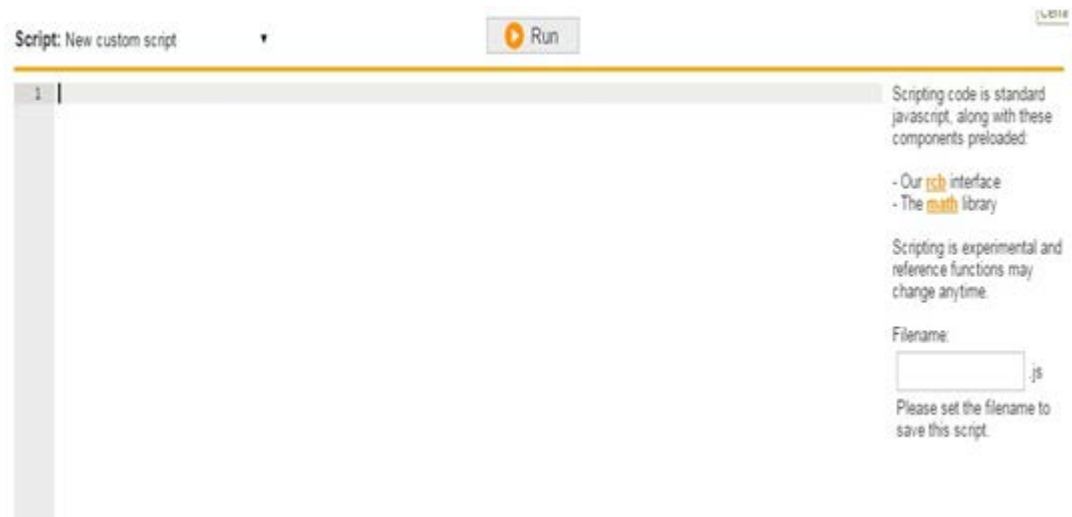 Script: New custom script
Run
1
Scripting code is standard
javascript, along with these
components preloaded:
- Our rcb interface
- The math library
Scripting is experimental and
reference functions may
change anytime.
Filename:
.js
Please set the filename to
save this script.